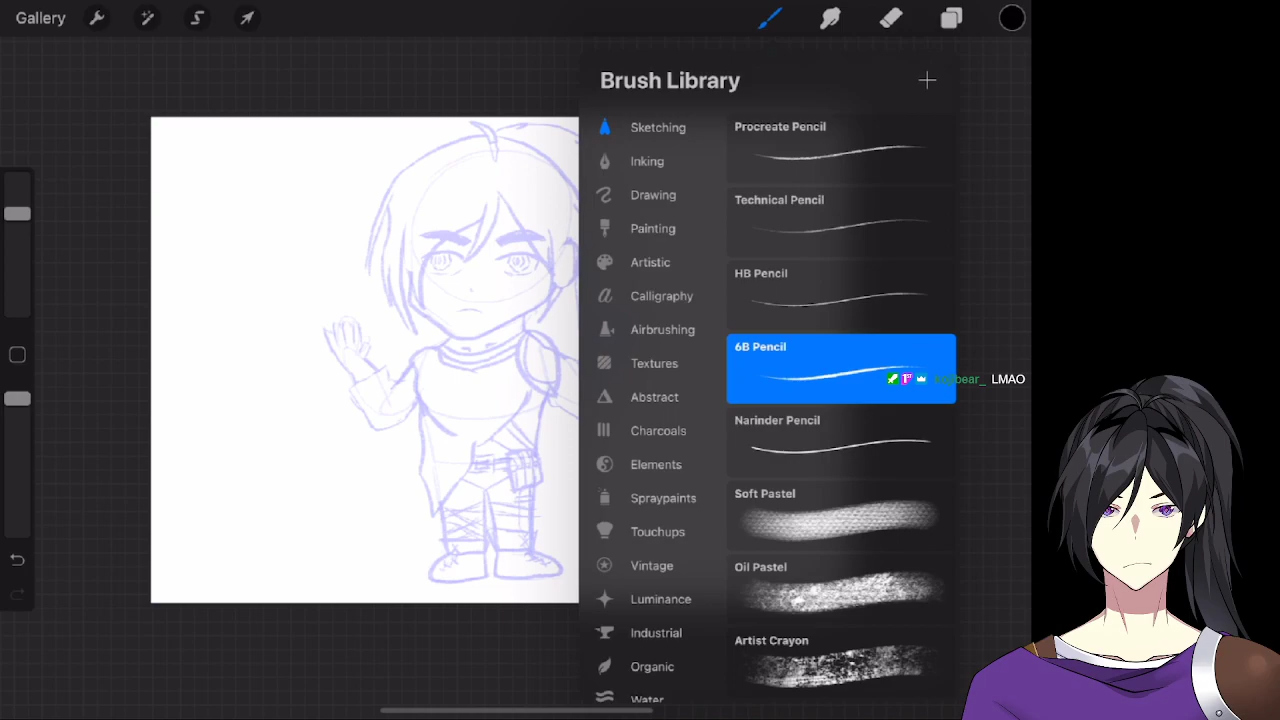 Gallery
Brush Library
Sketching
Inking
Drawing
Painting
Artistic
Calligraphy
Airbrushing
Textures
Abstract
Charcoals
Elements
Spraypaints
Touchups
Vintage
Luminance
Industrial
Organic
Water
Procreate Pencil
Technical Pencil
HB Pencil
6B Pencil
LMAO
Narinder Pencil
Soft Pastel
Oil Pastel
Artist Crayon